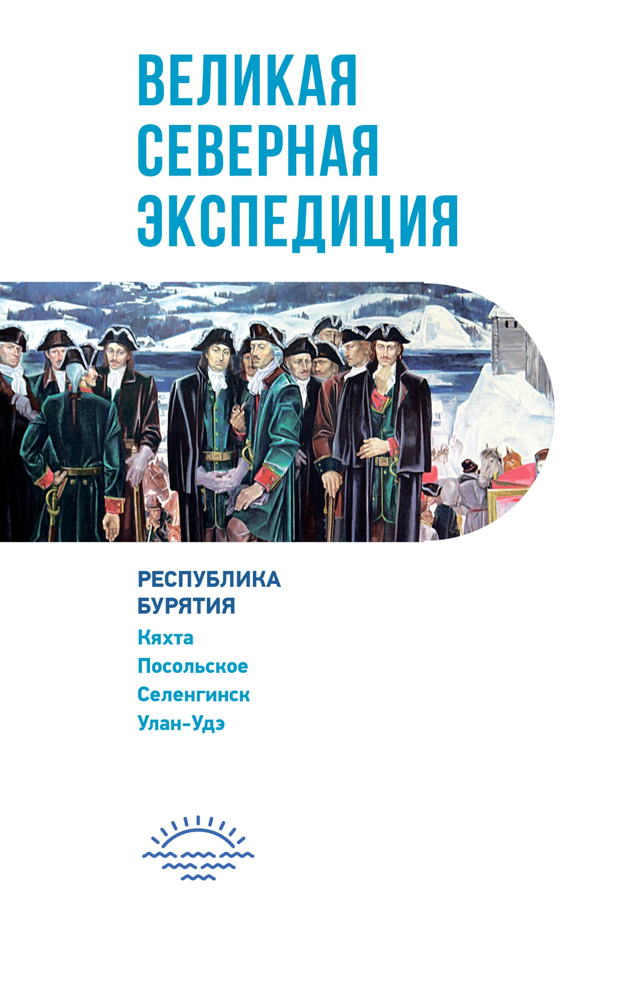 ВЕЛИКАЯ
СЕВЕРНАЯ
ЭКСПЕДИЦИЯ
РЕСПУБЛИКА
БУРЯТИЯ
Кяхта
Посольское
Селенгинск
Улан-Удэ